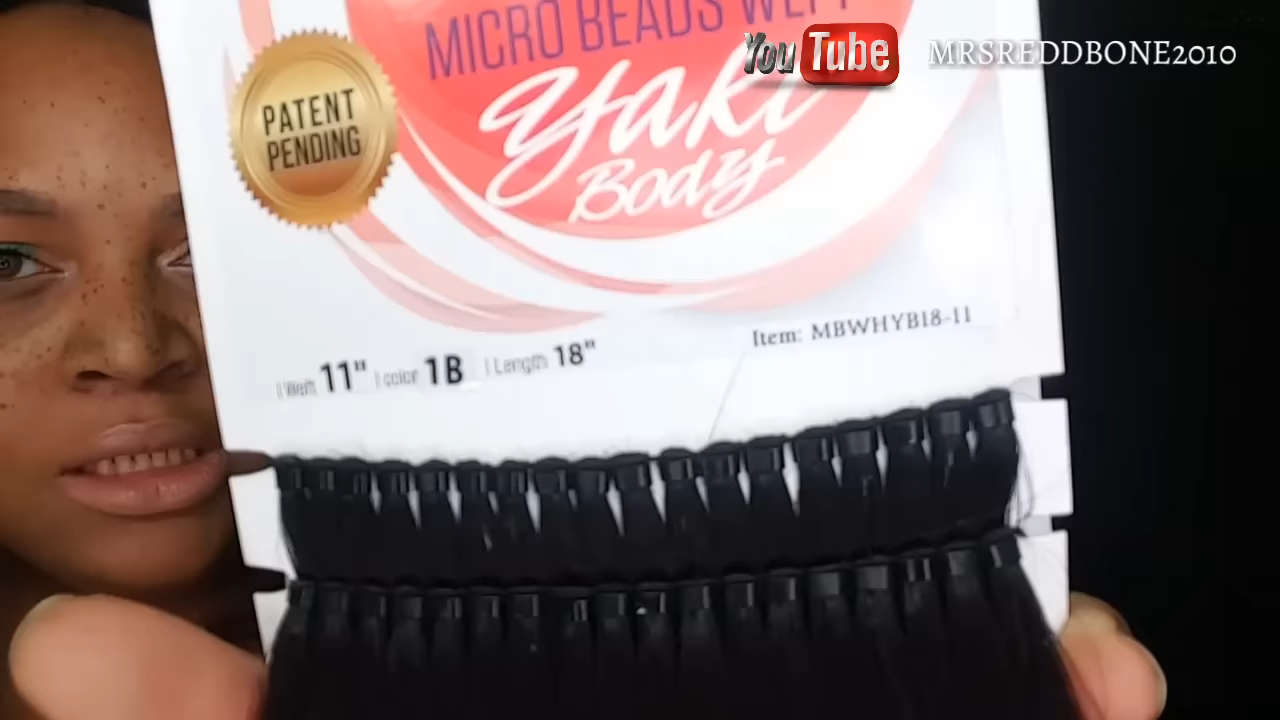 MICRO BEADS WEFT
YouTube
MRSREDDBONE2010
PATENT
PENDING
Yaki
Body
Item: MBWHYB18-11
| Weft 11" | color 1B | Length 18"